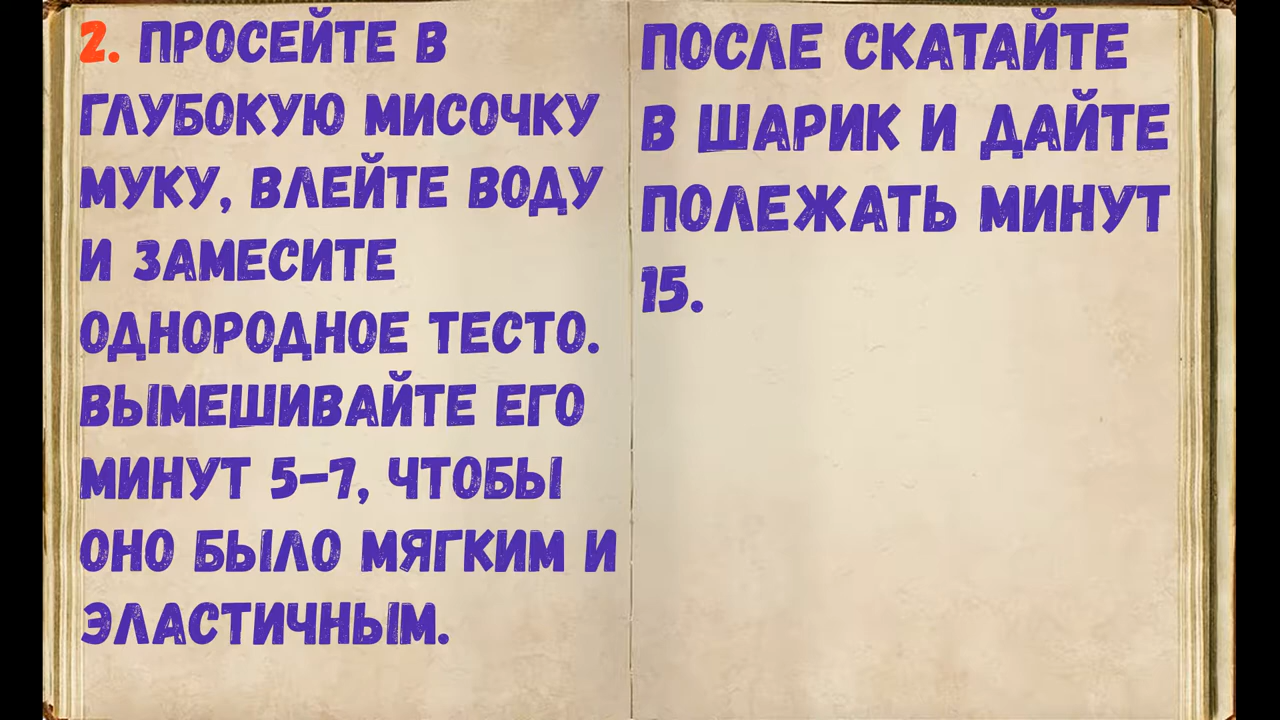 2. ПРОСЕЙТЕ В
ГЛУБОКУЮ МИСОЧКУ
МУКУ, ВЛЕЙТЕ ВОДУ
И ЗАМЕСИТЕ
ОДНОРОДНОЕ ТЕСТО.
ВЫМЕШИВАЙТЕ ЕГО
МИНУТ 5-7, ЧТОБЫ
ОНО БЫЛО МЯГКИМ И
ЭЛАСТИЧНЫМ.
ПОСЛЕ СКАТАЙТЕ
В ШАРИК И ДАЙТЕ
ПОЛЕЖАТЬ МИНУТ
15.